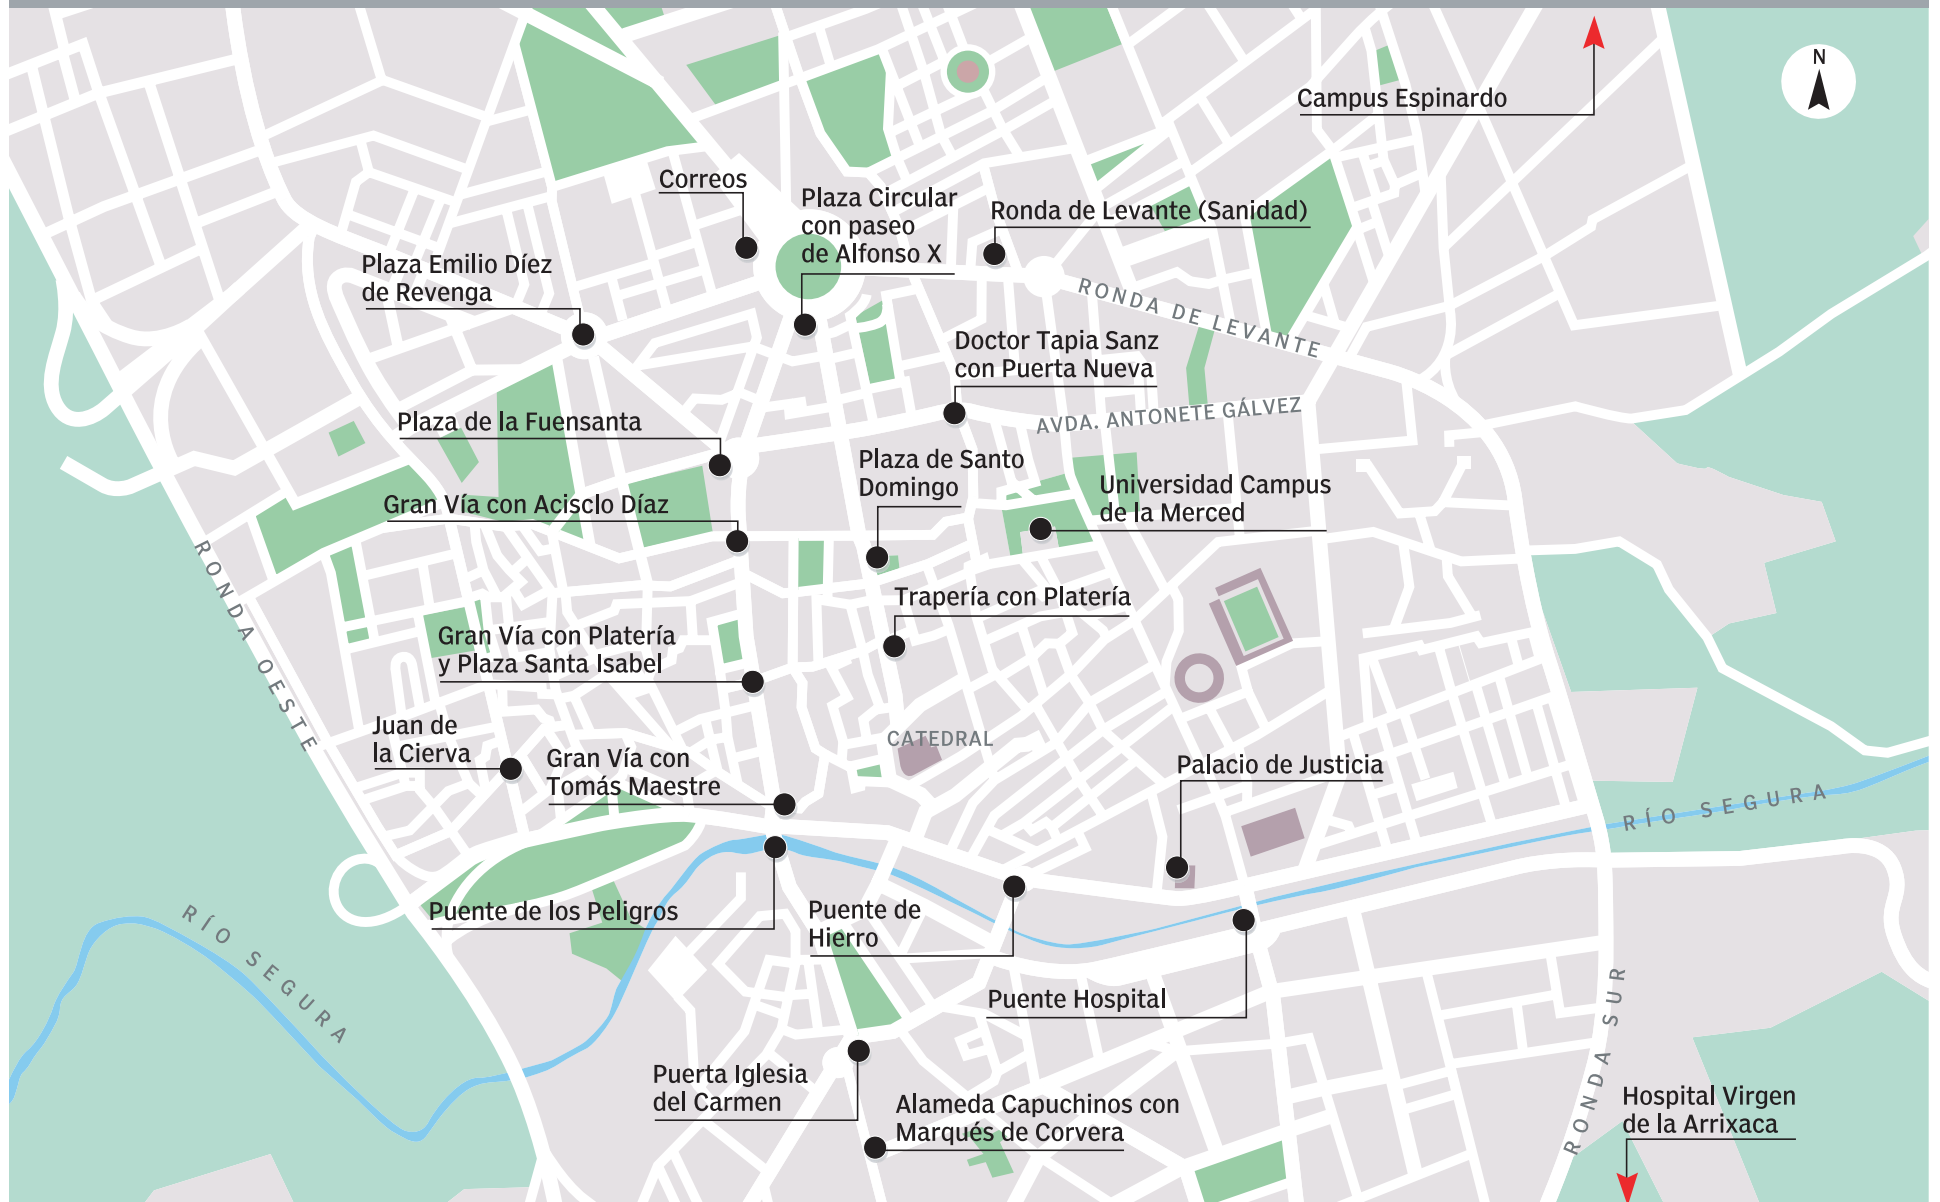 N
Campus Espinardo
Correos
Plaza Circular
con paseo
de Alfonso X
Ronda de Levante (Sanidad)
Plaza Emilio Díez
de Revenga
RONDA DE LEVANTE
Doctor Tapia Sanz
con Puerta Nueva
AVDA. ANTONETE GÁLVEZ
Plaza de la Fuensanta
Plaza de Santo
Domingo
Universidad Campus
de la Merced
Gran Vía con Acisclo Díaz
RONDA OESTE
Trapería con Platería
Gran Vía con Platería
y Plaza Santa Isabel
Juan de
la Cierva
CATEDRAL
Gran Vía con
Tomás Maestre
Palacio de Justicia
RÍO SEGURA
Puente de los Peligros
Puente de
Hierro
RÍO SEGURA
Puente Hospital
RONDA SUR
Puerta Iglesia
del Carmen
Alameda Capuchinos con
Marqués de Corvera
Hospital Virgen
de la Arrixaca